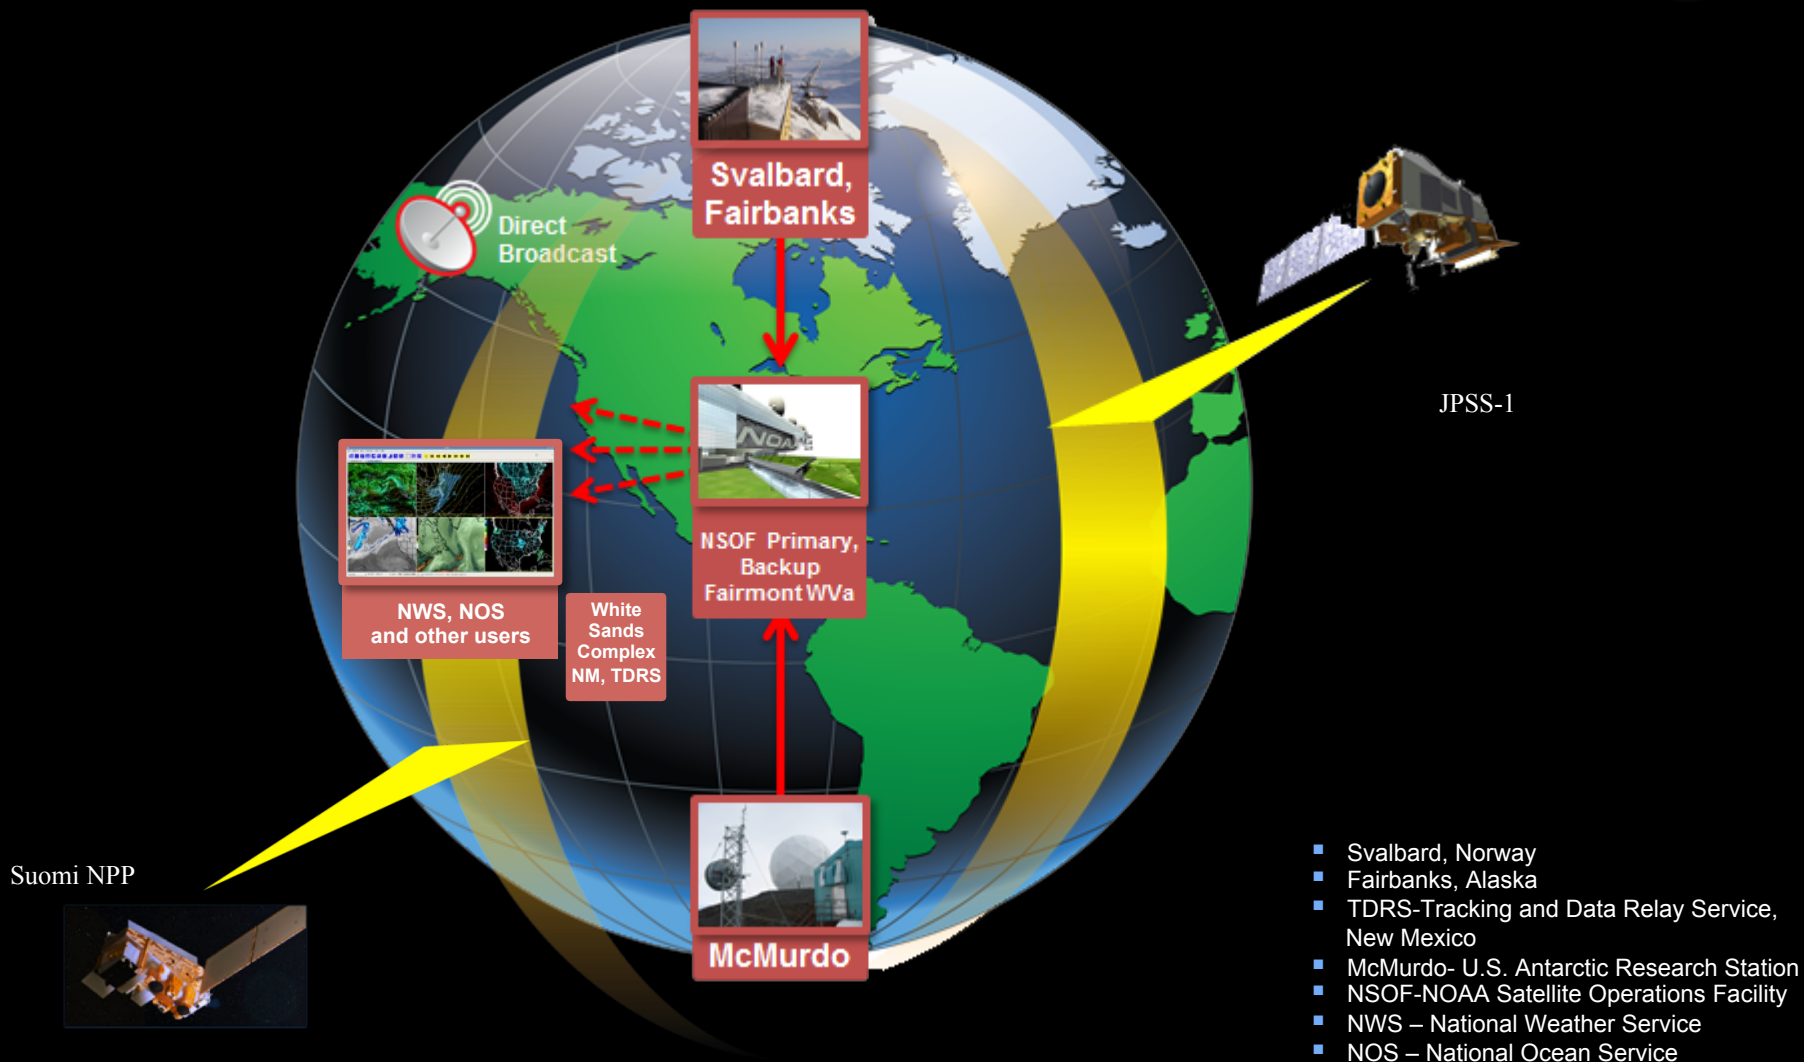 Svalbard,
Fairbanks
Direct
Broadcast
JPSS-1
NOAA
NSOF Primary,
Backup
Fairmont WVa
NWS, NOS
and other users
White
Sands
Complex
NM, TDRS
Suomi NPP
McMurdo
Svalbard, Norway
Fairbanks, Alaska
TDRS-Tracking and Data Relay Service,
New Mexico
McMurdo- U.S. Antarctic Research Station
NSOF-NOAA Satellite Operations Facility
NWS – National Weather Service
NOS – National Ocean Service